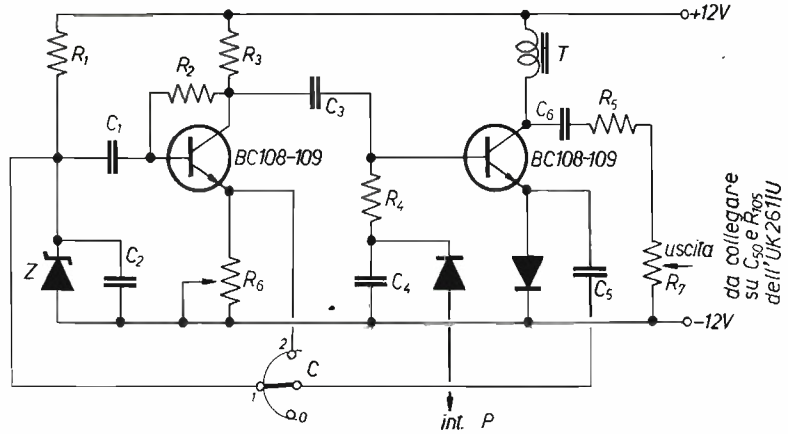 +12V
R1
R2
R3
T
C1
C3
C6
R5
BC108-109
BC108-109
R4
Z
C2
R6
C4
C5
uscita
R7
da collegare
su C50 e R105
dell'UK261/U
-12V
2
C
1
0
int. P